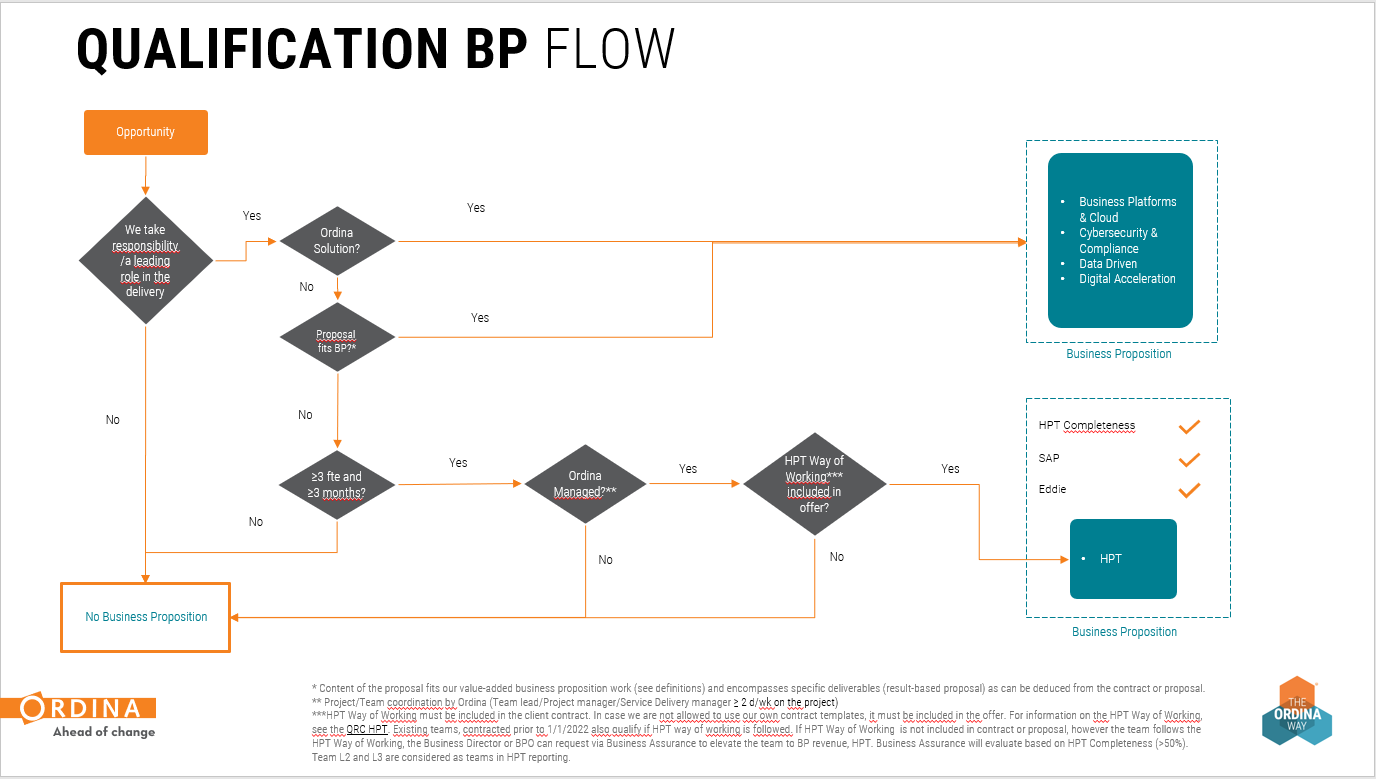 QUALIFICATION BP FLOW
Opportunity
We take
responsibility
/a leading
role in the
delivery
Yes
Ordina
Solution?
Yes
No
Proposal
fits BP?*
Yes
No
No
≥3 fte and
≥3 months?
Yes
Ordina
Managed?**
Yes
HPT Way of
Working***
included in
offer?
Yes
No
No
No
No Business Proposition
• Business Platforms
& Cloud
• Cybersecurity &
Compliance
• Data Driven
• Digital Acceleration
Business Proposition
HPT Completeness
SAP
Eddie
• HPT
Business Proposition
* Content of the proposal fits our value-added business proposition work (see definitions) and encompasses specific deliverables (result-based proposal) as can be deduced from the contract or proposal.
** Project/Team coordination by Ordina (Team lead/Project manager/Service Delivery manager ≥ 2 d/wk on the project)
***HPT Way of Working must be included in the client contract. In case we are not allowed to use our own contract templates, it must be included in the offer. For information on the HPT Way of Working,
see the QRC HPT. Existing teams, contracted prior to 1/1/2022 also qualify if HPT way of working is followed. If HPT Way of Working is not included in contract or proposal, however the team follows the
HPT Way of Working, the Business Director or BPO can request via Business Assurance to elevate the team to BP revenue, HPT. Business Assurance will evaluate based on HPT Completeness (>50%).
Team L2 and L3 are considered as teams in HPT reporting.
ORDINA
Ahead of change
THE
ORDINA
WAY